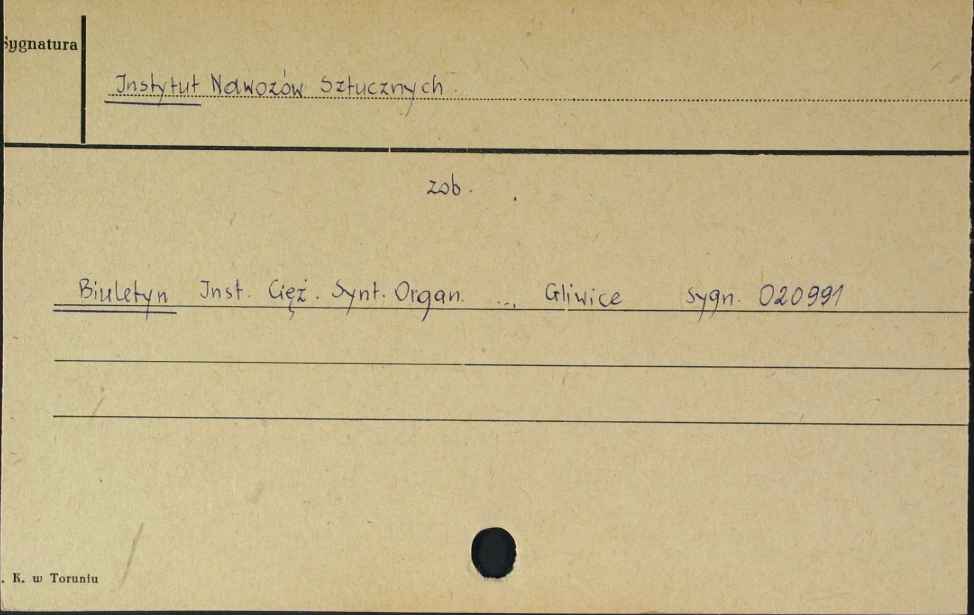 Sygnatura
Instytut Nawozów Sztucznych.
zob.
Biuletyn Inst. Cięż. Synt. Organ. ... Gliwice sygn. 020991
. K. w Toruniu